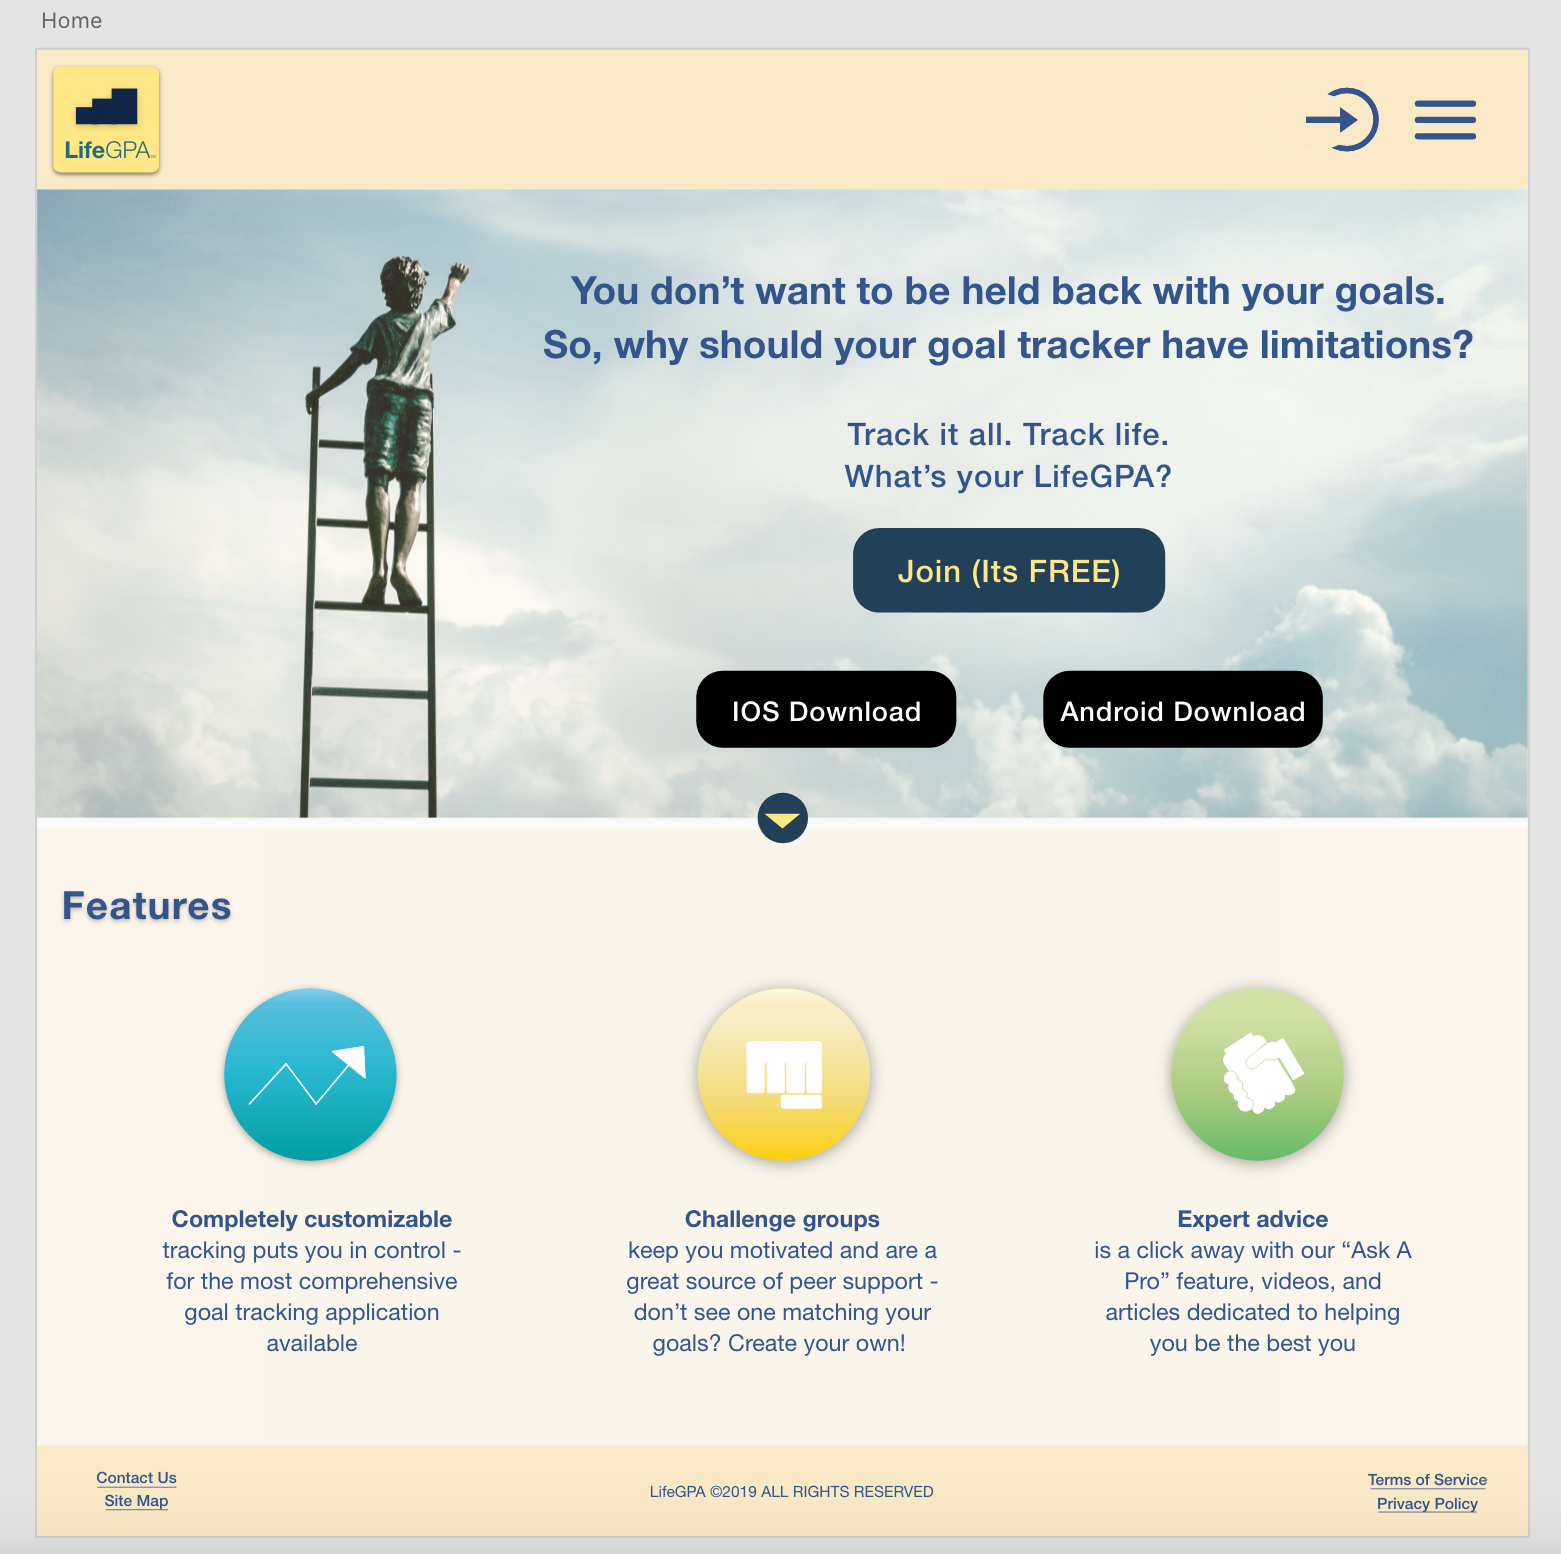 Home
LifeGPA
You don’t want to be held back with your goals.
So, why should your goal tracker have limitations?
Track it all. Track life.
What’s your LifeGPA?
Join (Its FREE)
IOS Download
Android Download
Features
Completely customizable
tracking puts you in control -
for the most comprehensive
goal tracking application
available
Challenge groups
keep you motivated and are a
great source of peer support -
don’t see one matching your
goals? Create your own!
Expert advice
is a click away with our “Ask A
Pro” feature, videos, and
articles dedicated to helping
you be the best you
Contact Us
Site Map
LifeGPA ©2019 ALL RIGHTS RESERVED
Terms of Service
Privacy Policy